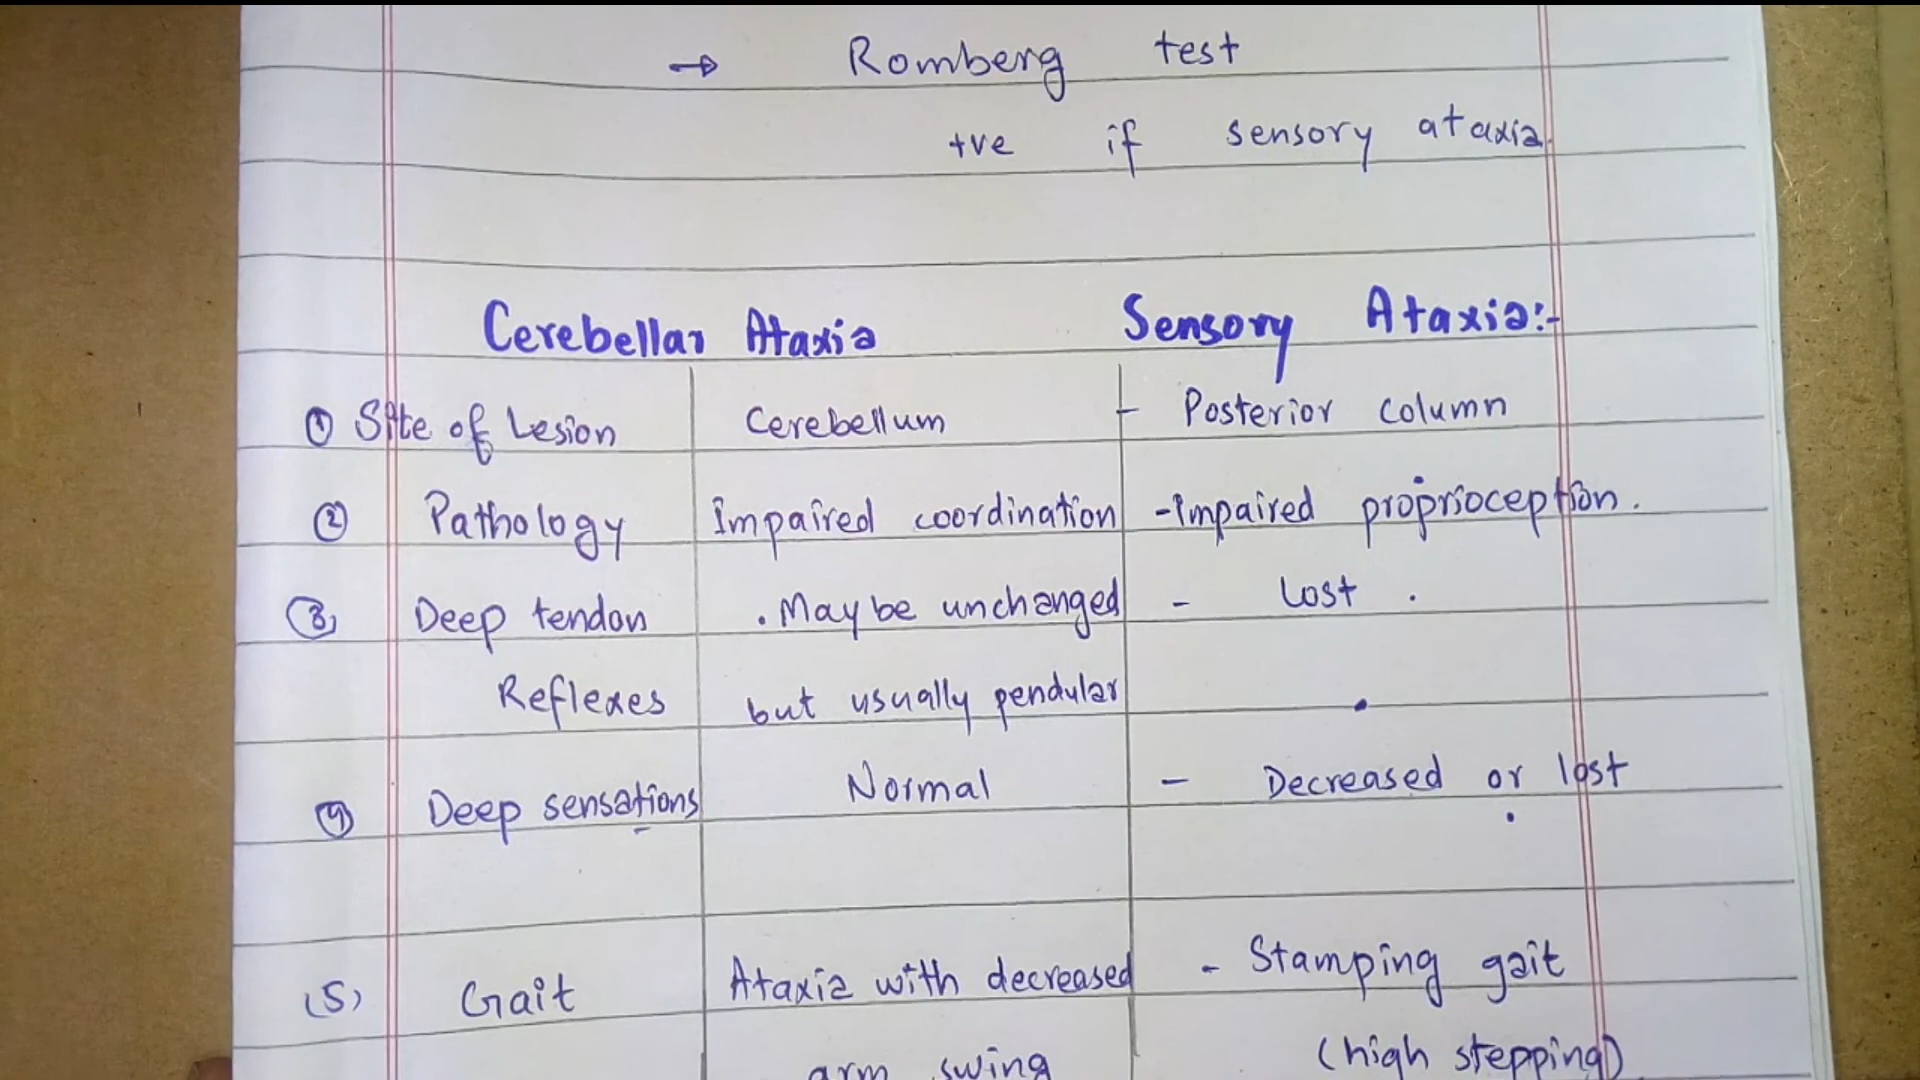 → Romberg test
+ve if sensory ataxia
Cerebellar Ataxia Sensory Ataxia:-
① Site of Lesion Cerebellum - Posterior column
② Pathology Impaired coordination - Impaired proprioception.
③ Deep tendon . May be unchanged - Lost .
Reflexes but usually pendular
④ Deep sensations Normal - Decreased or lost
(5) Gait Ataxia with decreased - Stamping gait
arm swing (high stepping)